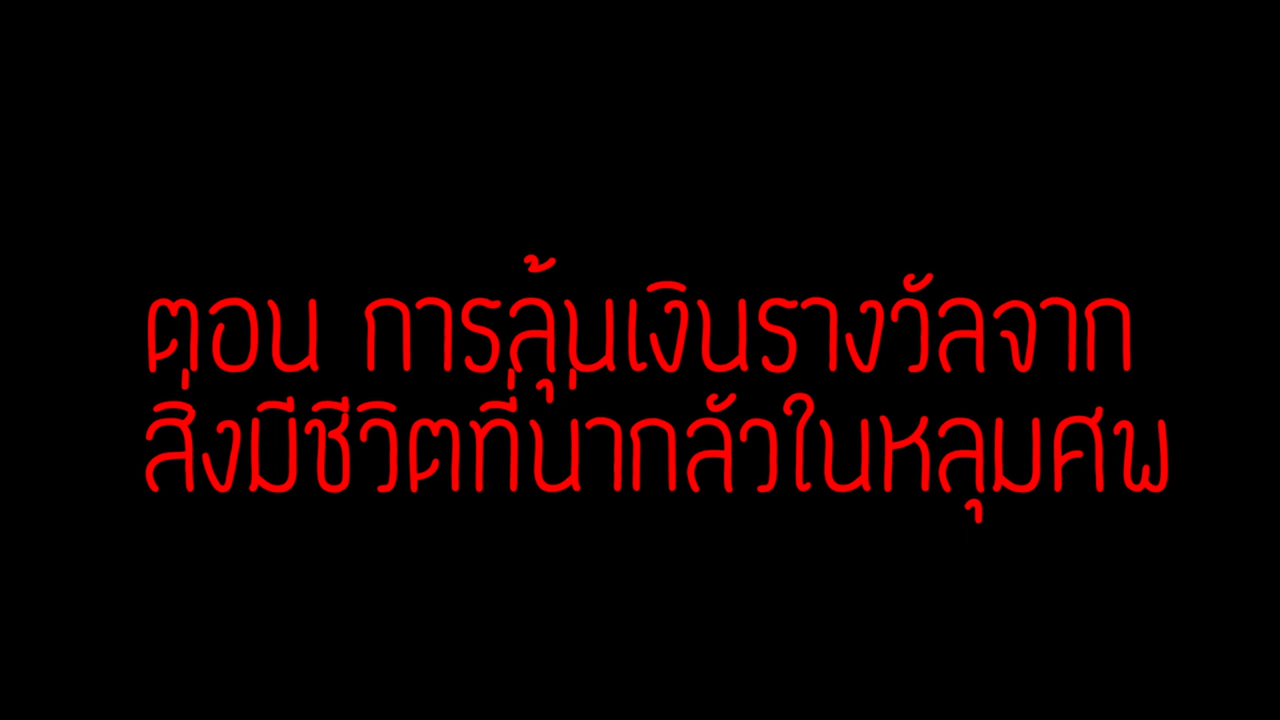 ตอน การลุ้นเงินรางวัลจาก
สิ่งมีชีวิตที่น่ากลัวในหลุมศพ